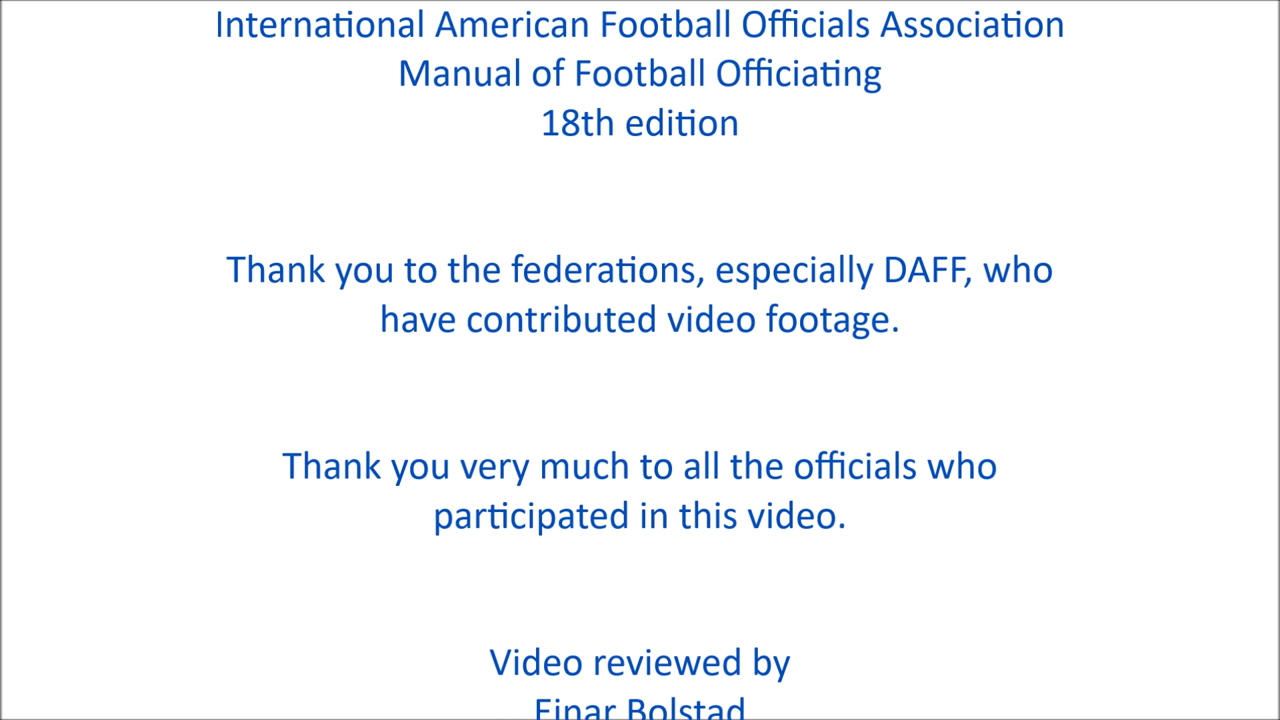 International American Football Officials Association
Manual of Football Officiating
18th edition
Thank you to the federations, especially DAFF, who
have contributed video footage.
Thank you very much to all the officials who
participated in this video.
Video reviewed by
Einar Bolstad